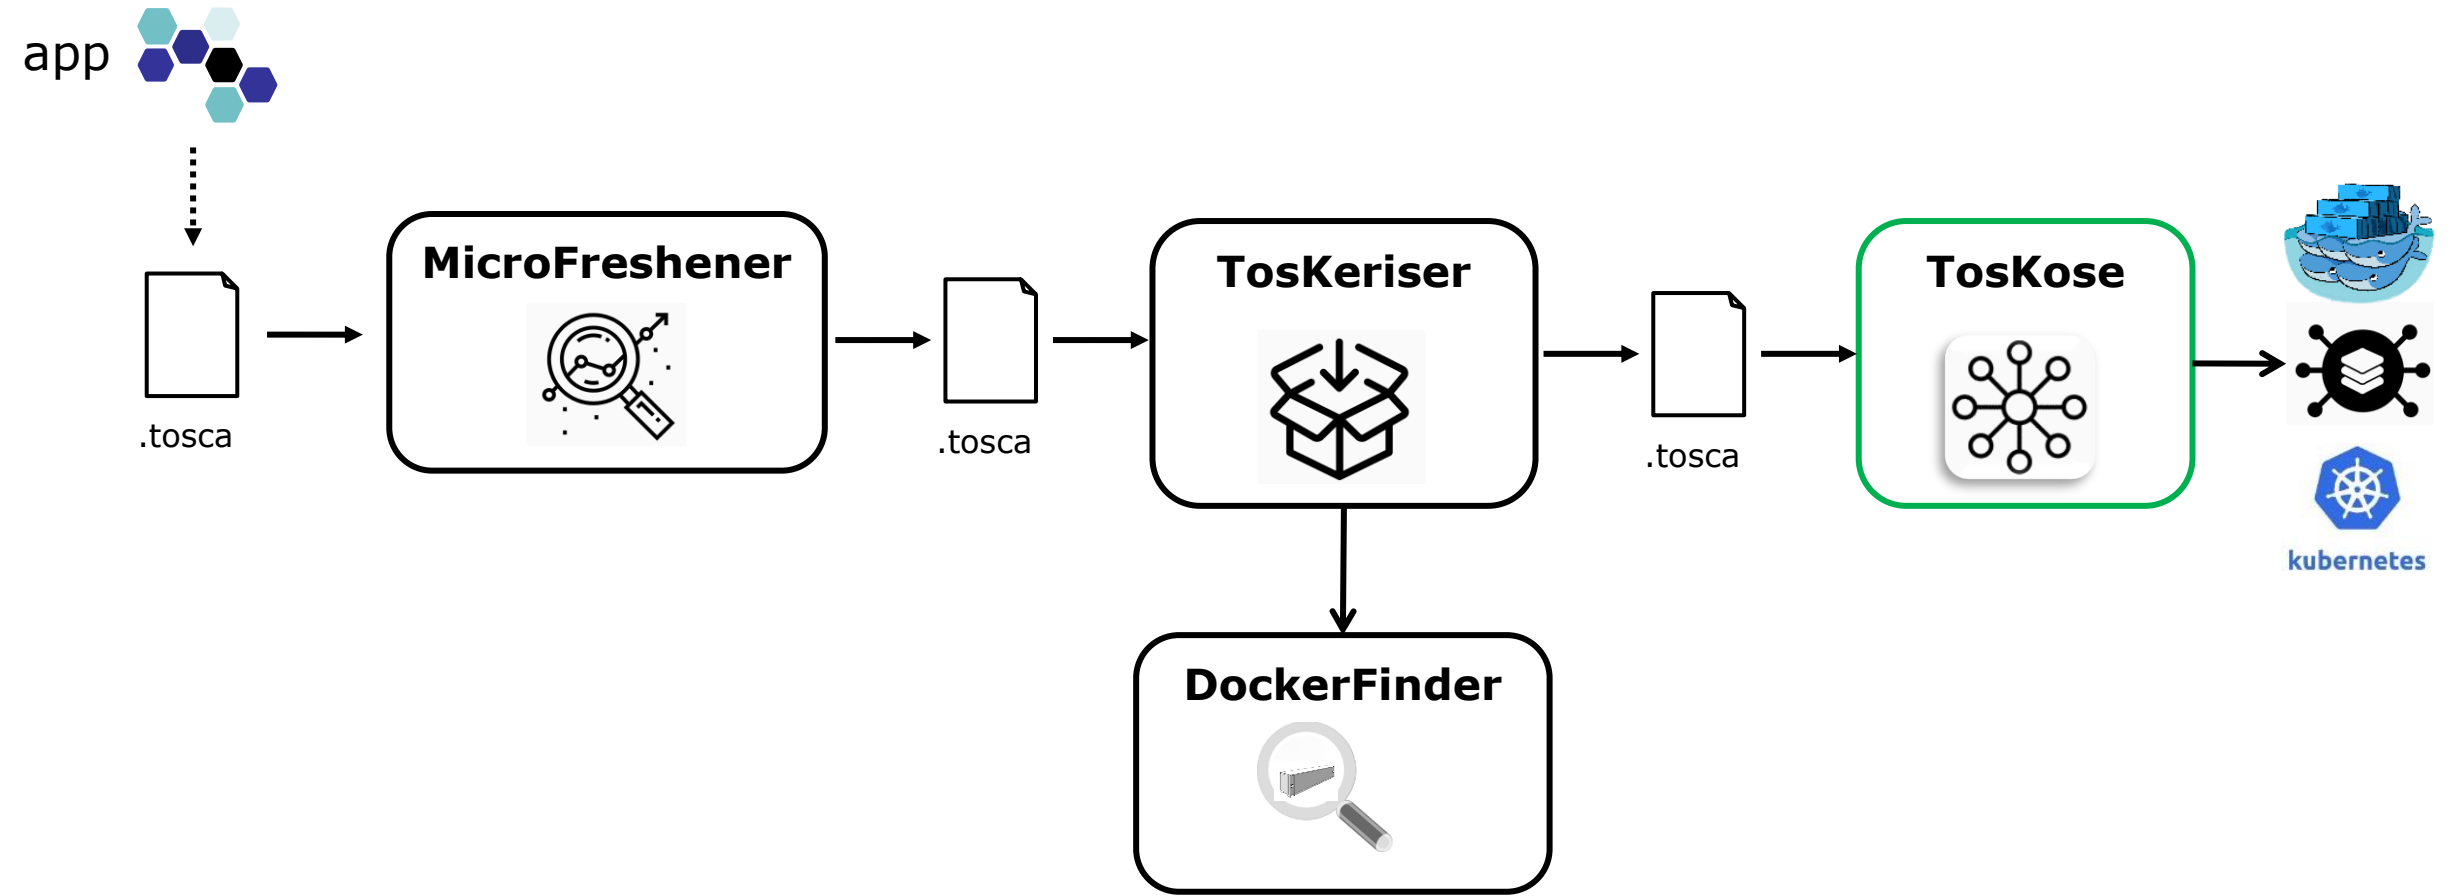 app
MicroFreshener
TosKeriser
TosKose
.tosca
.tosca
.tosca
kubernetes
DockerFinder